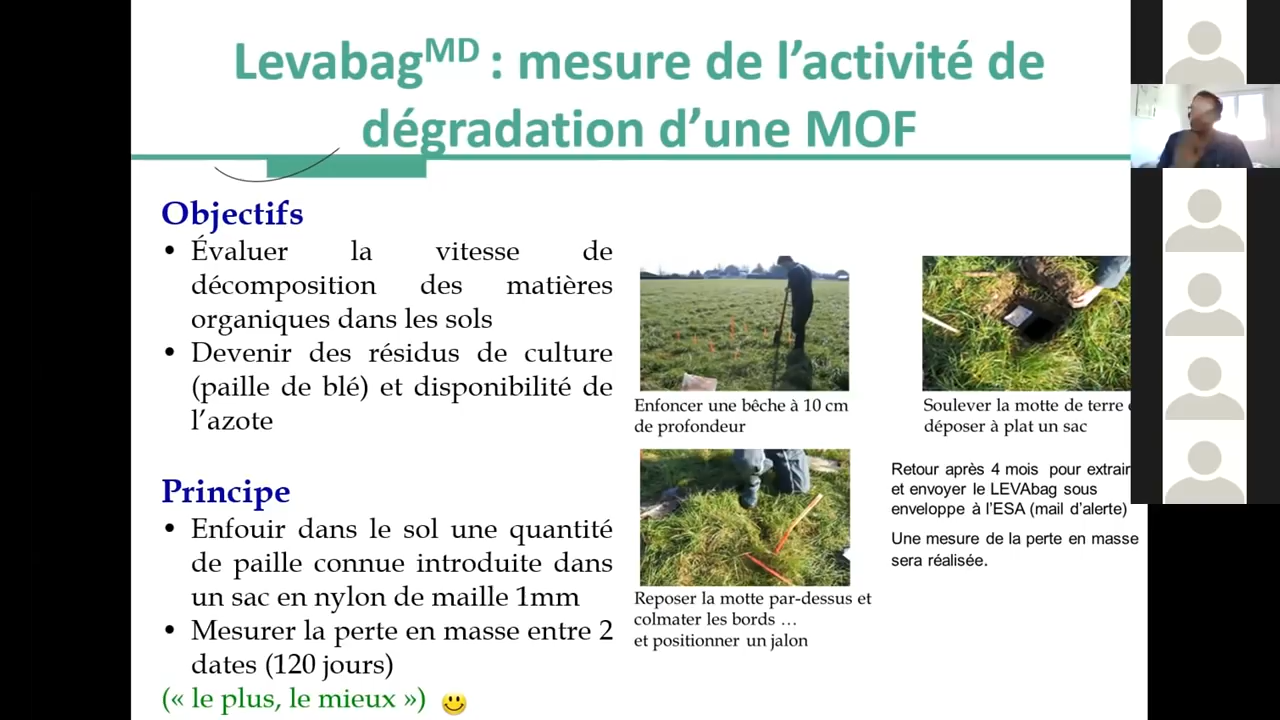 Levabagᴹᴰ : mesure de l’activité de
dégradation d’une MOF
Objectifs
• Évaluer la vitesse de
décomposition des matières
organiques dans les sols
• Devenir des résidus de culture
(paille de blé) et disponibilité de
l’azote
Principe
• Enfouir dans le sol une quantité
de paille connue introduite dans
un sac en nylon de maille 1mm
• Mesurer la perte en masse entre 2
dates (120 jours)
(« le plus, le mieux »)
Enfoncer une bêche à 10 cm
de profondeur
Soulever la motte de terre
déposer à plat un sac
Reposer la motte par-dessus et
colmater les bords …
et positionner un jalon
Retour après 4 mois pour extrair
et envoyer le LEVAbag sous
enveloppe à l’ESA (mail d’alerte)
Une mesure de la perte en masse
sera réalisée.